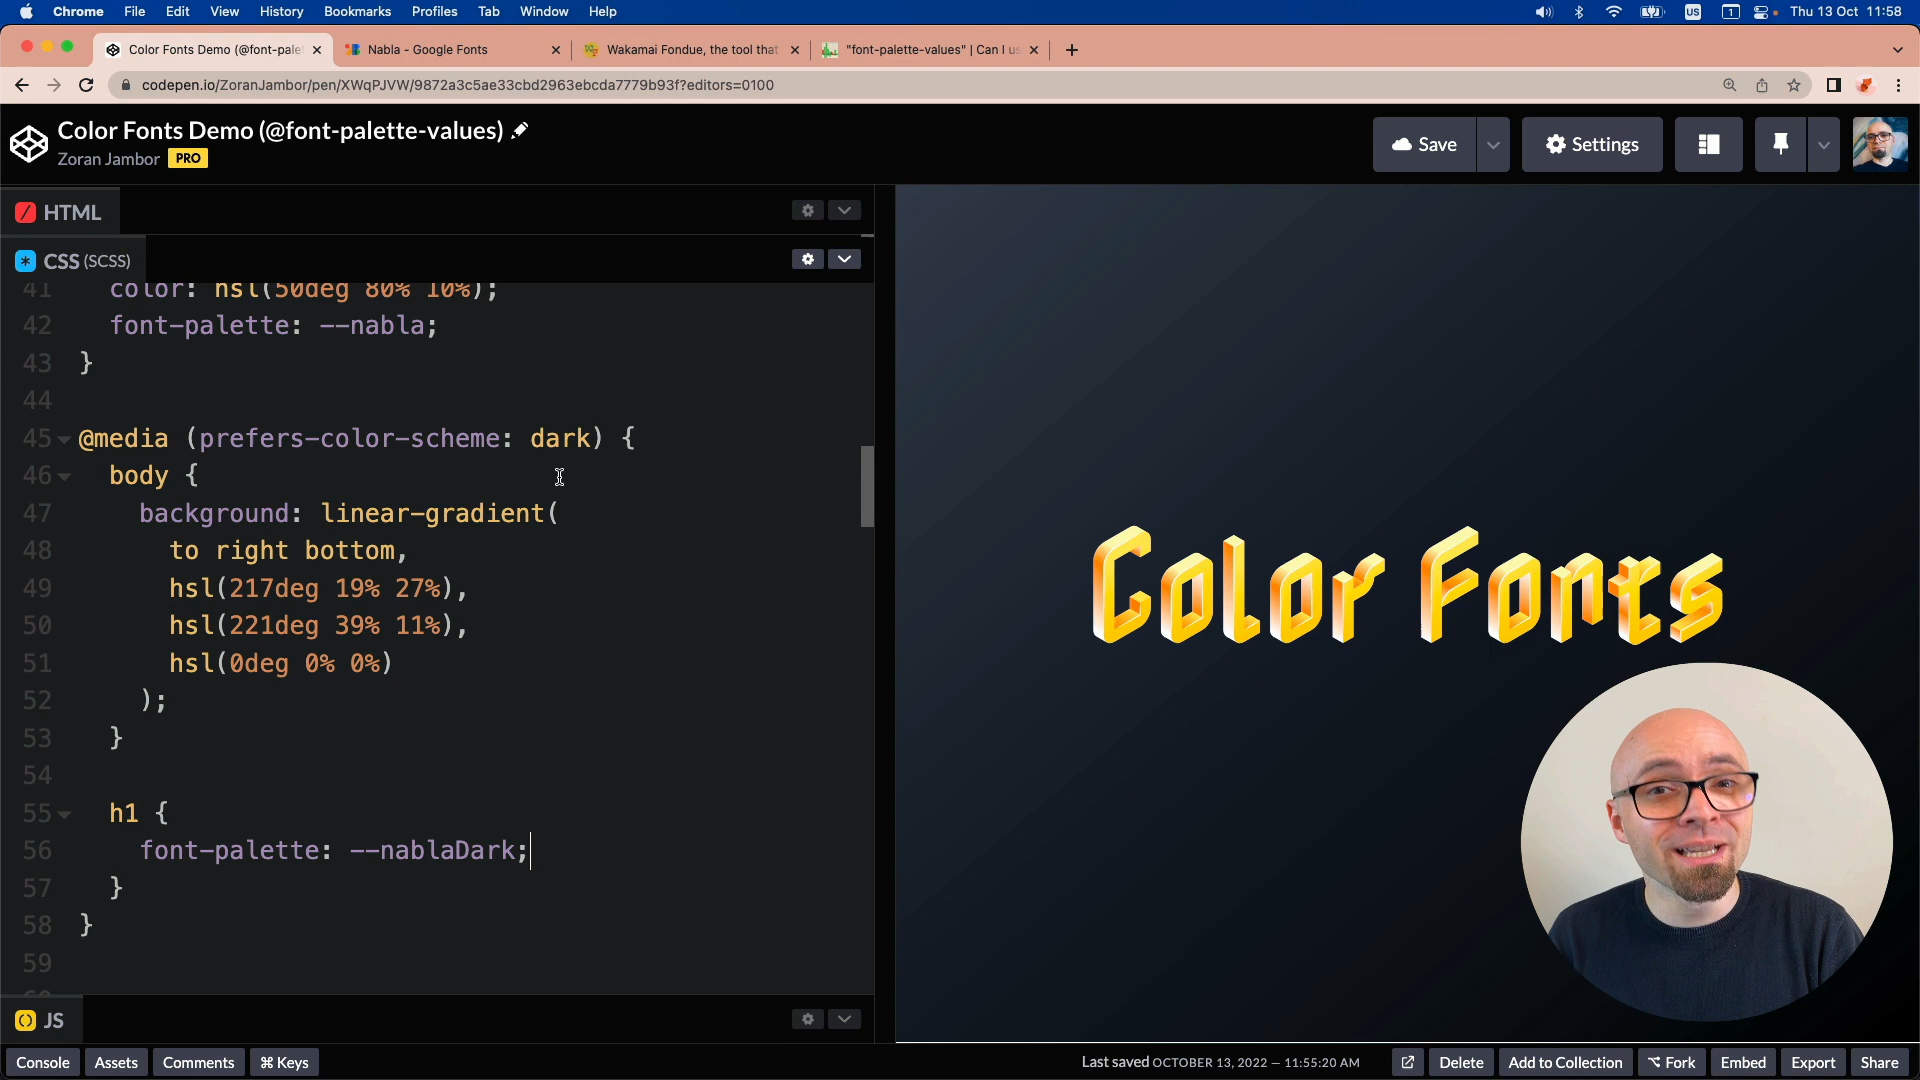 Chrome File Edit View History Bookmarks Profiles Tab Window Help US 1 Thu 13 Oct 11:58
Color Fonts Demo (@font-pale Nabla - Google Fonts Wakamai Fondue, the tool that "font-palette-values" | Can I us
codepen.io/ZoranJambor/pen/XWqPJVW/9872a3c5ae33cbd2963ebcda7779b93f?editors=0100
Color Fonts Demo (@font-palette-values)
Zoran Jambor PRO
Save Settings
HTML
CSS (SCSS)
41 color: hsl(50deg 80% 10%);
42 font-palette: --nabla;
43 }
44
45 @media (prefers-color-scheme: dark) {
46 body {
47 background: linear-gradient(
48 to right bottom,
49 hsl(217deg 19% 27%),
50 hsl(221deg 39% 11%),
51 hsl(0deg 0% 0%)
52 );
53 }
54
55 h1 {
56 font-palette: --nablaDark;
57 }
58 }
59
Color Fonts
JS
Console Assets Comments ⌘ Keys Last saved OCTOBER 13, 2022 — 11:55:20 AM Delete Add to Collection Fork Embed Export Share